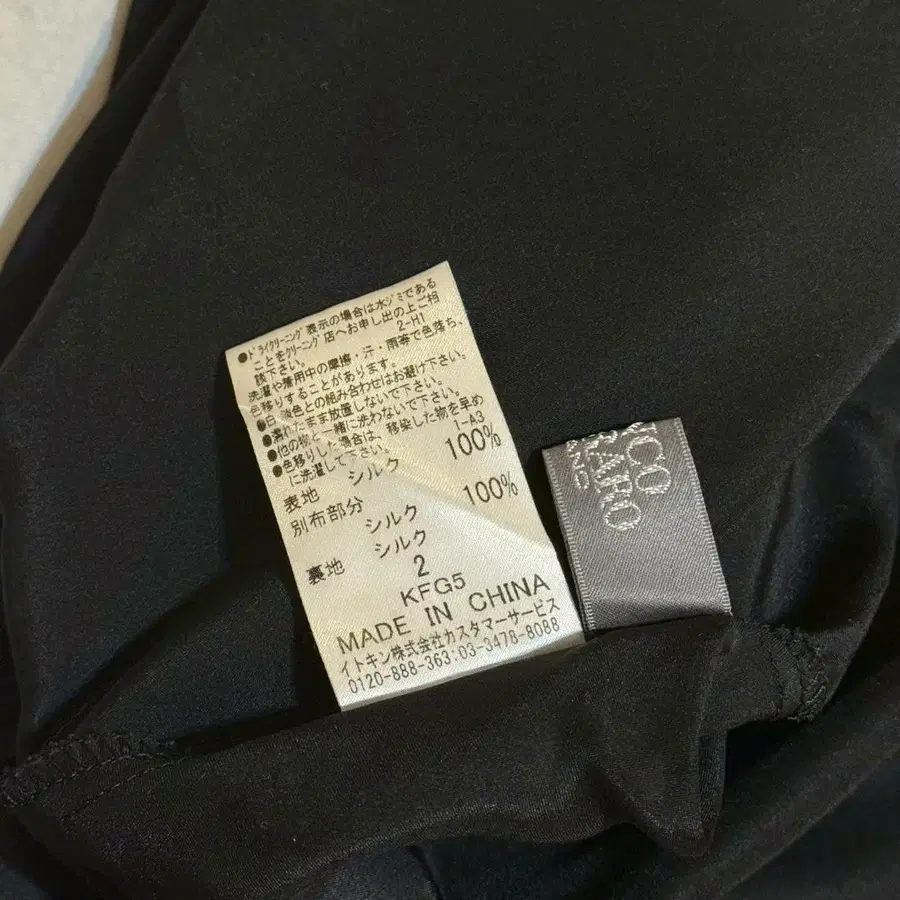 ●ドライクリーニング表示の場合は水ジミである
ことをクリーニング店へお申し出の上ご相
談下さい。 2-H1
洗濯や着用中の摩擦・汗・雨等で色落ち、
色移りすることがあります。
●白・淡色との組み合わせはお避け下さい。
●濡れたまま放置しないで下さい。
●他の物と一緒に洗わないで下さい。
●色移りした場合は、移染した物を早め
に洗濯して下さい。 I-A3
表地 シルク 100%
別布部分
シルク 100%
裏地 シルク
2
KFG5
MADE IN CHINA
イトキン株式会社カスタマーサービス
0120-888-363:03-3478-8088